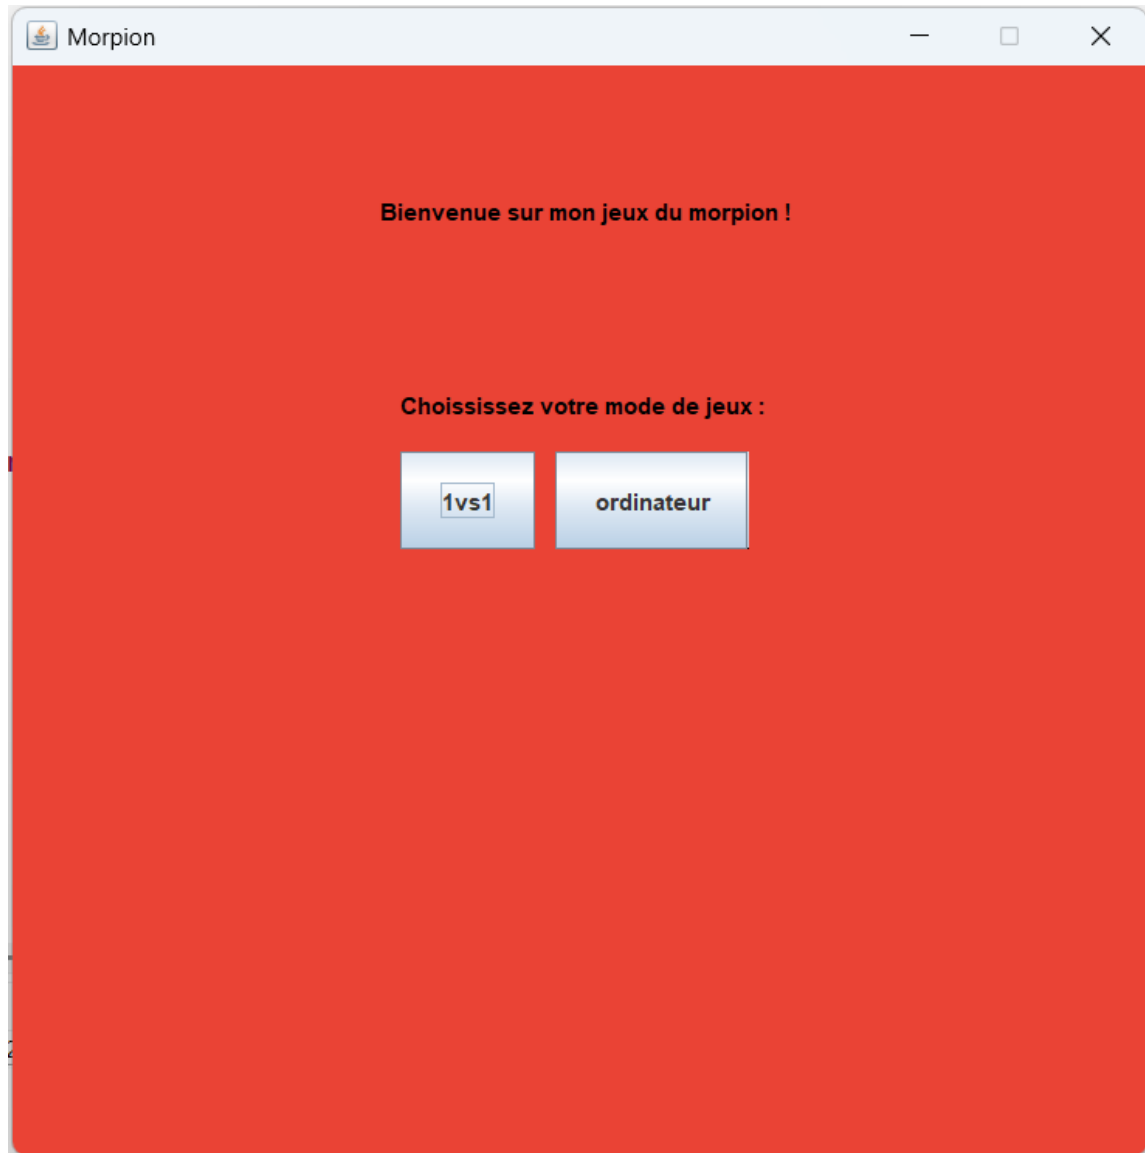 Morpion
Bienvenue sur mon jeux du morpion !
Choississez votre mode de jeux :
1vs1 ordinateur